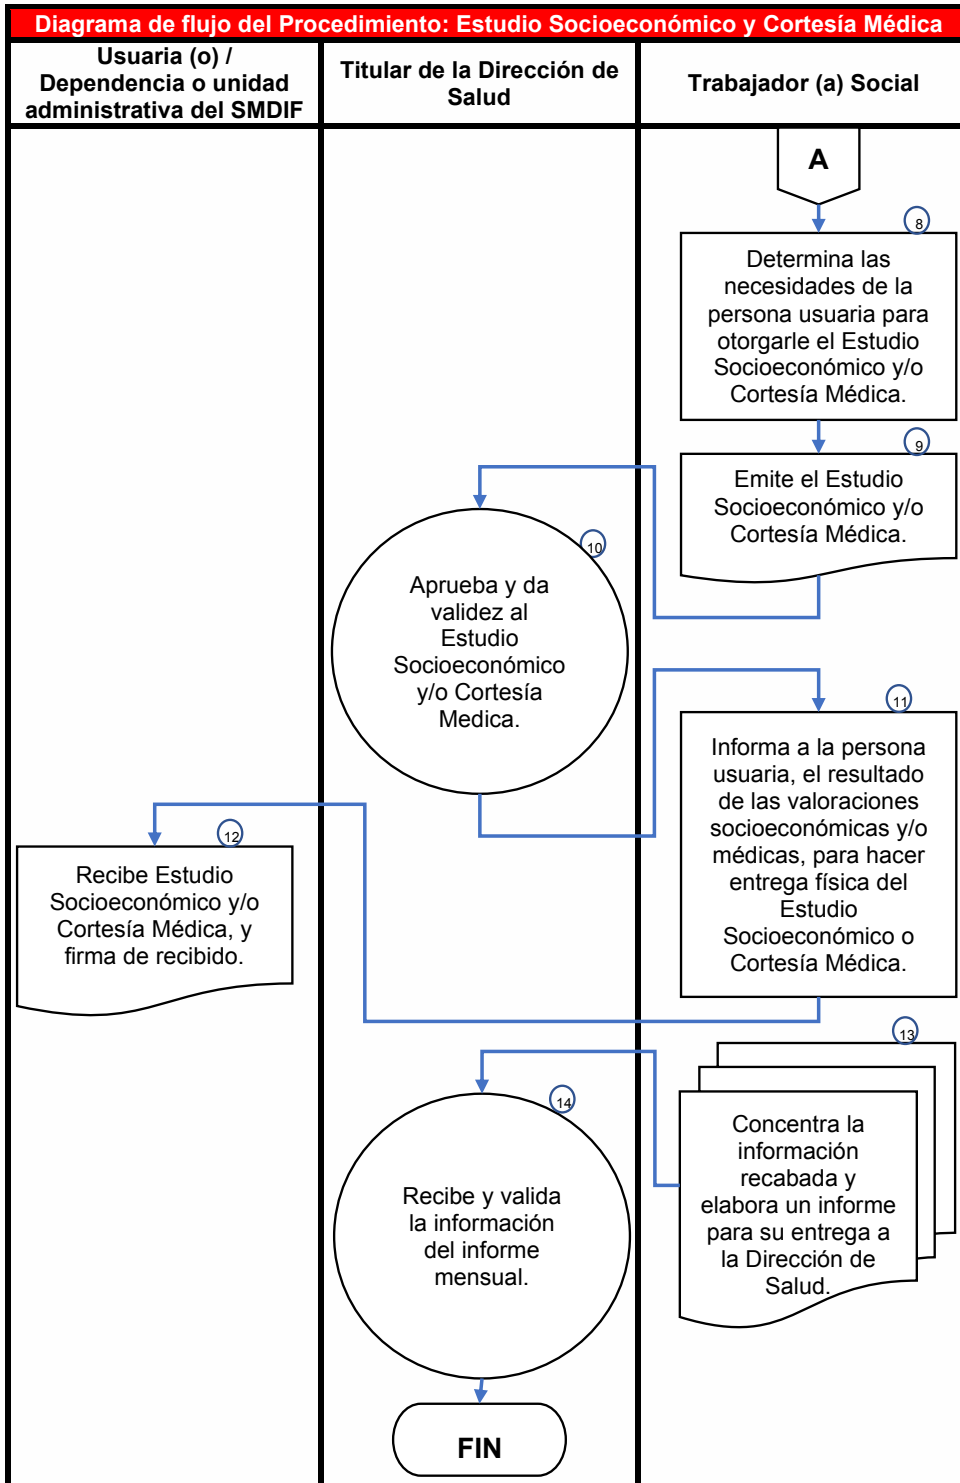 Diagrama de flujo del Procedimiento: Estudio Socioeconómico y Cortesía Médica
Usuaria (o) /
Dependencia o unidad
administrativa del SMDIF
Titular de la Dirección de
Salud
Trabajador (a) Social
A
8
Determina las
necesidades de la
persona usuaria para
otorgarle el Estudio
Socioeconómico y/o
Cortesía Médica.
9
Emite el Estudio
Socioeconómico y/o
Cortesía Médica.
10
Aprueba y da
validez al
Estudio
Socioeconómico
y/o Cortesía
Medica.
11
Informa a la persona
usuaria, el resultado
de las valoraciones
socioeconómicas y/o
médicas, para hacer
entrega física del
Estudio
Socioeconómico o
Cortesía Médica.
12
Recibe Estudio
Socioeconómico y/o
Cortesía Médica, y
firma de recibido.
13
Concentra la
información
recabada y
elabora un informe
para su entrega a
la Dirección de
Salud.
14
Recibe y valida
la información
del informe
mensual.
FIN